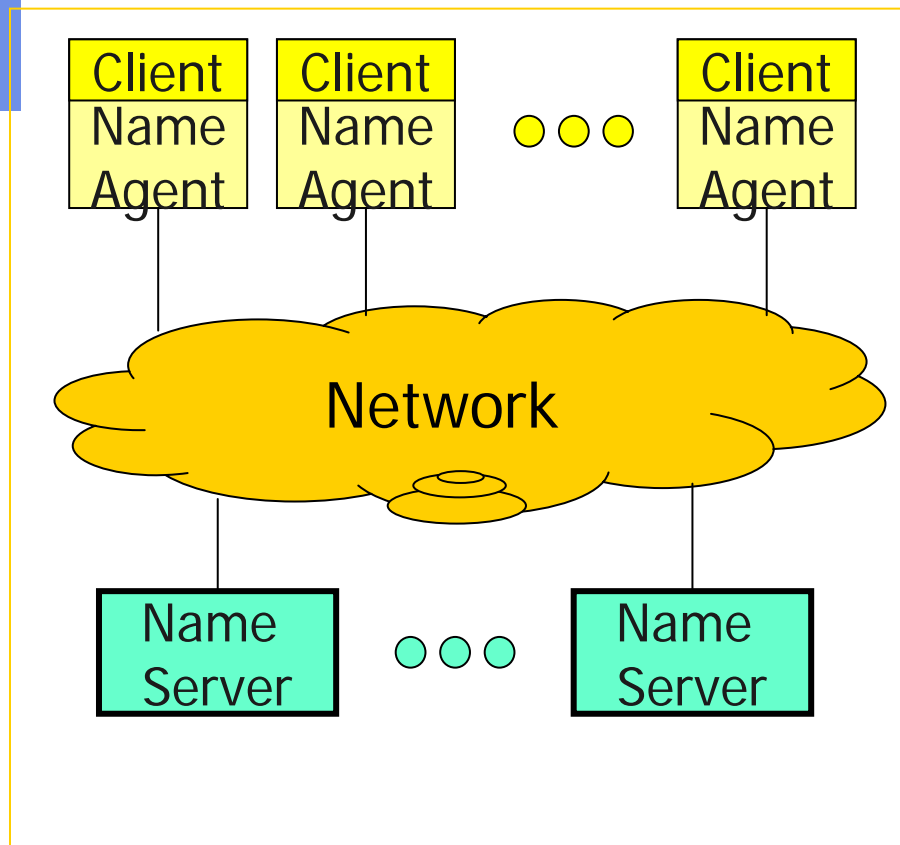 Client
Name
Agent
Client
Name
Agent
Client
Name
Agent
Network
Name
Server
Name
Server